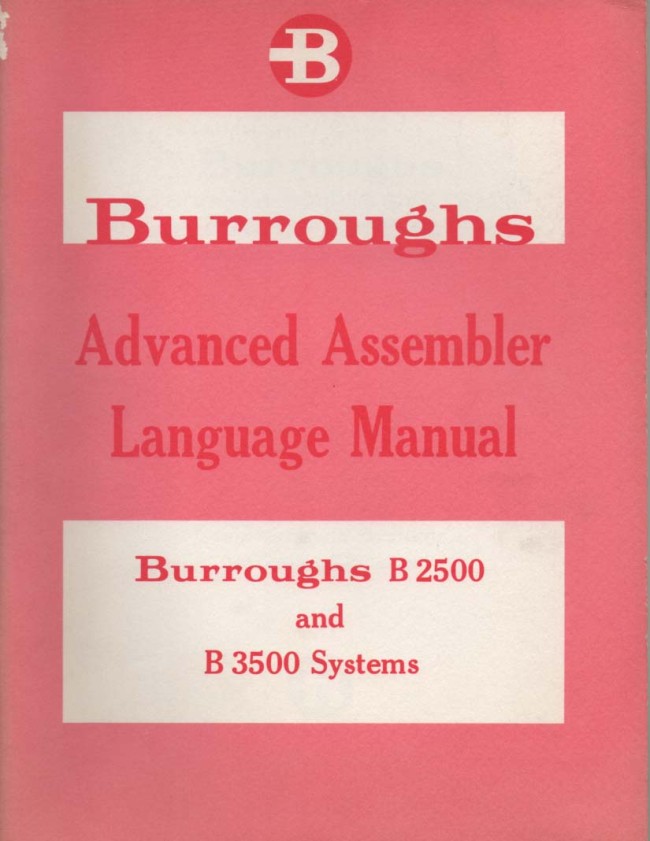 B
Burroughs
Advanced Assembler
Language Manual
Burroughs B 2500
and
B 3500 Systems